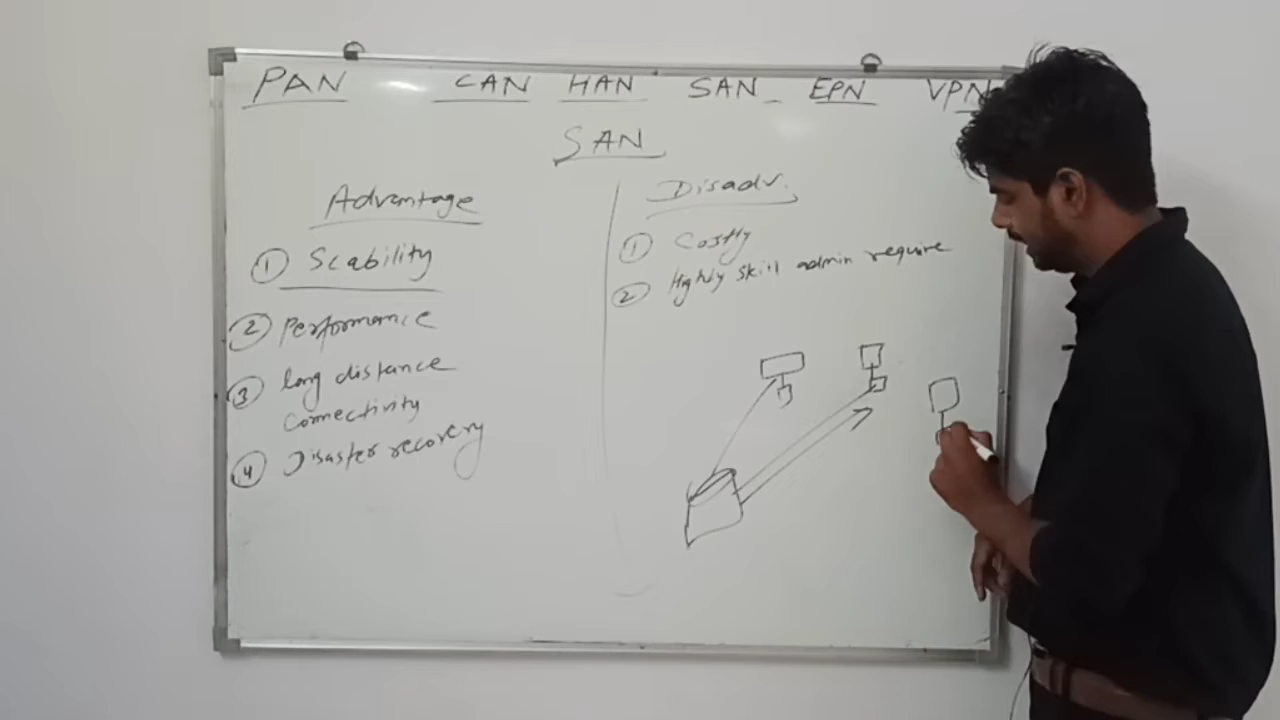 PAN CAN HAN SAN EPN VPN
SAN
Advantage
① Scability
② Performance
③ long distance
connectivity
④ Disaster recovery
Disadv.
① Costly
② Highly skill admin require